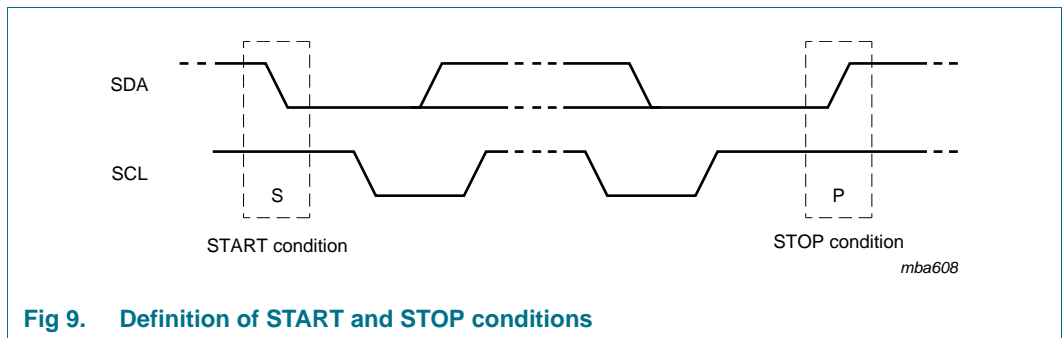 SDA
SCL
S
P
START condition
STOP condition
mba608
Fig 9. Definition of START and STOP conditions